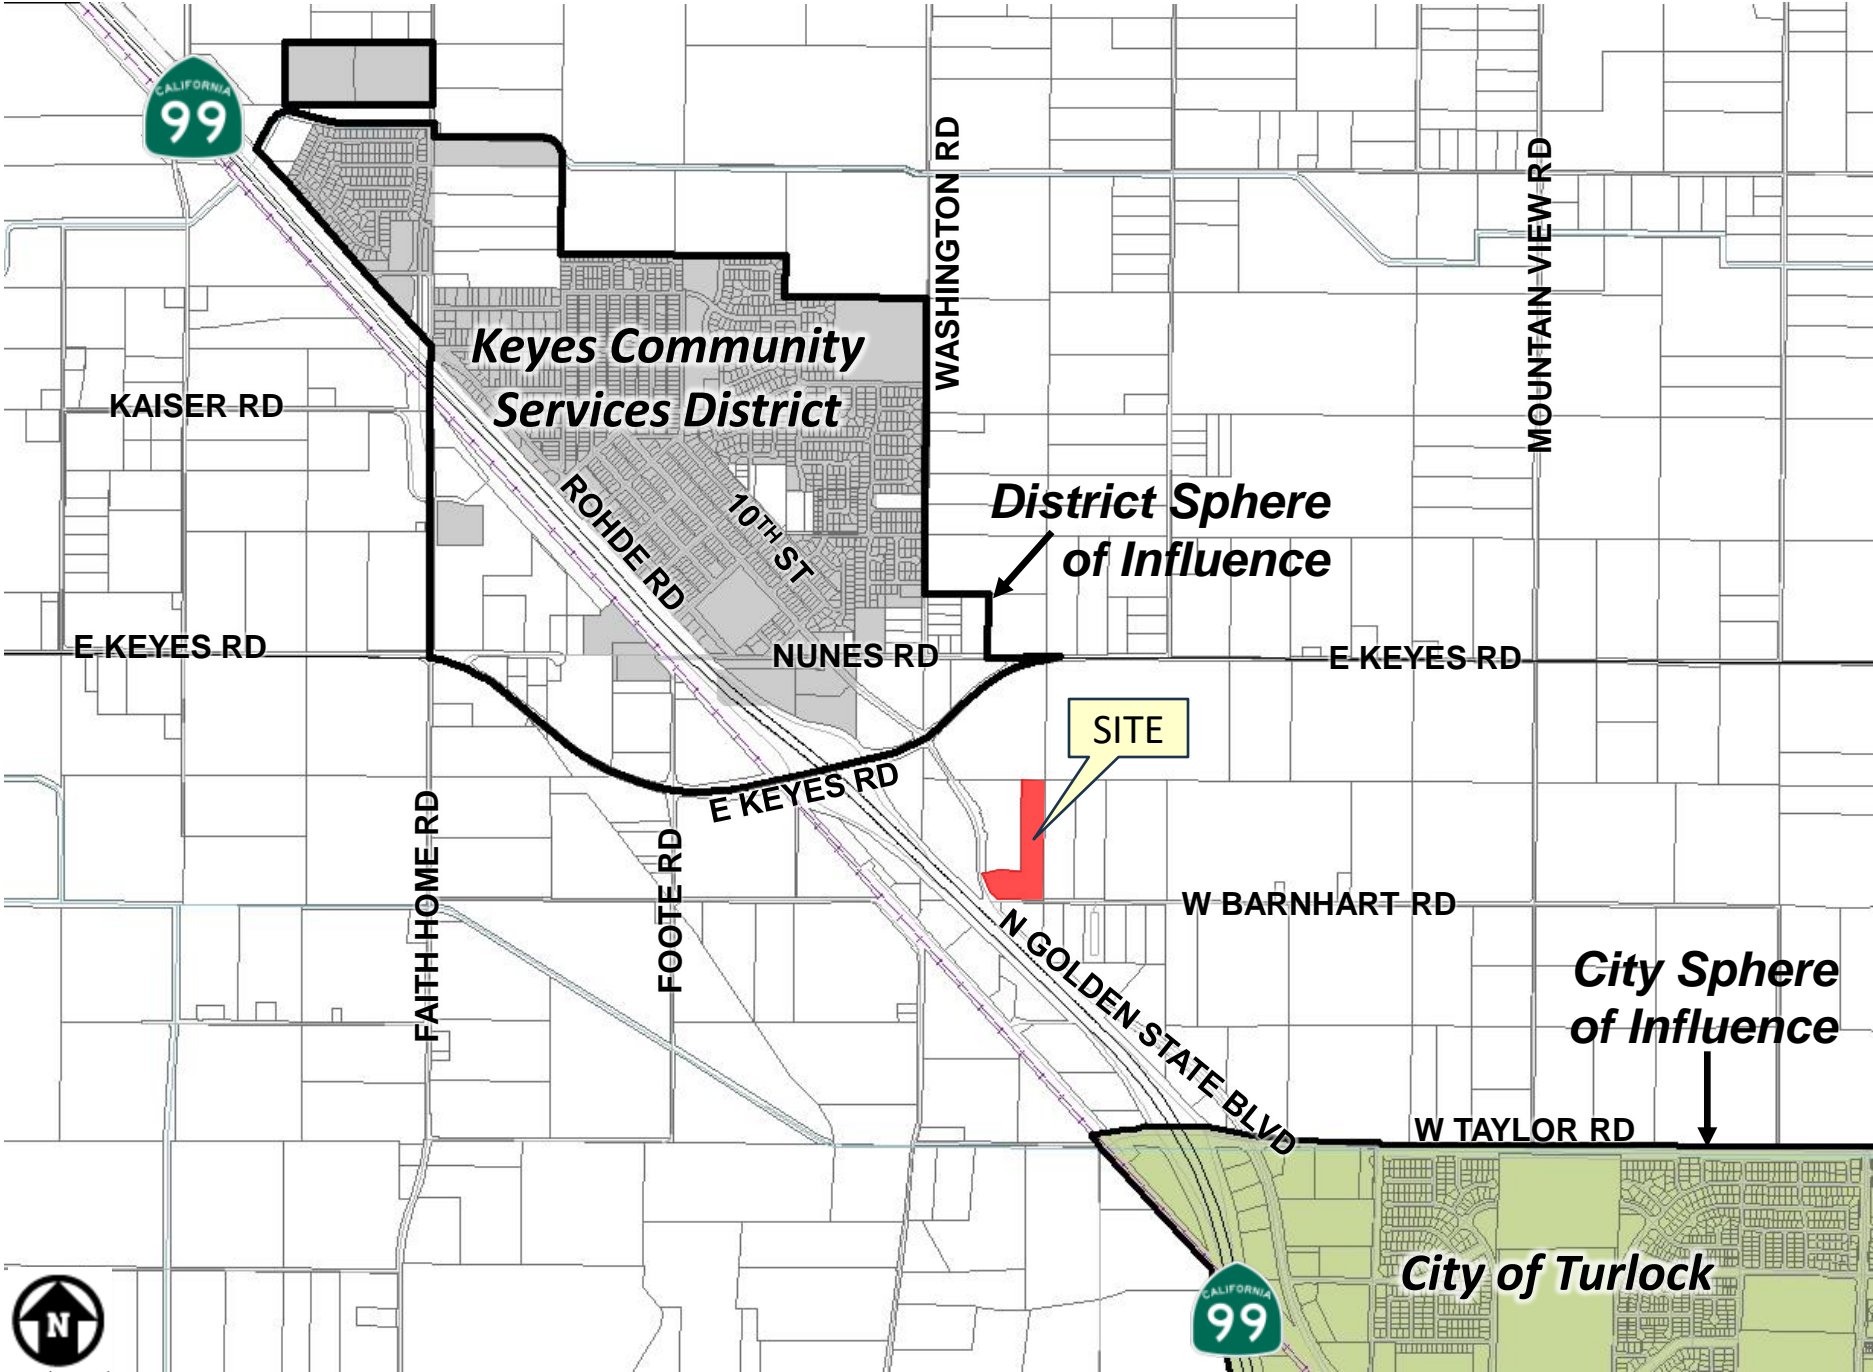 CALIFORNIA
99
WASHINGTON RD
MOUNTAIN VIEW RD
Keyes Community
Services District
KAISER RD
ROHDE RD
10TH ST
District Sphere
of Influence
E KEYES RD
NUNES RD
E KEYES RD
SITE
E KEYES RD
FAITH HOME RD
FOOTE RD
W BARNHART RD
N GOLDEN STATE BLVD
City Sphere
of Influence
W TAYLOR RD
City of Turlock
CALIFORNIA
99
N